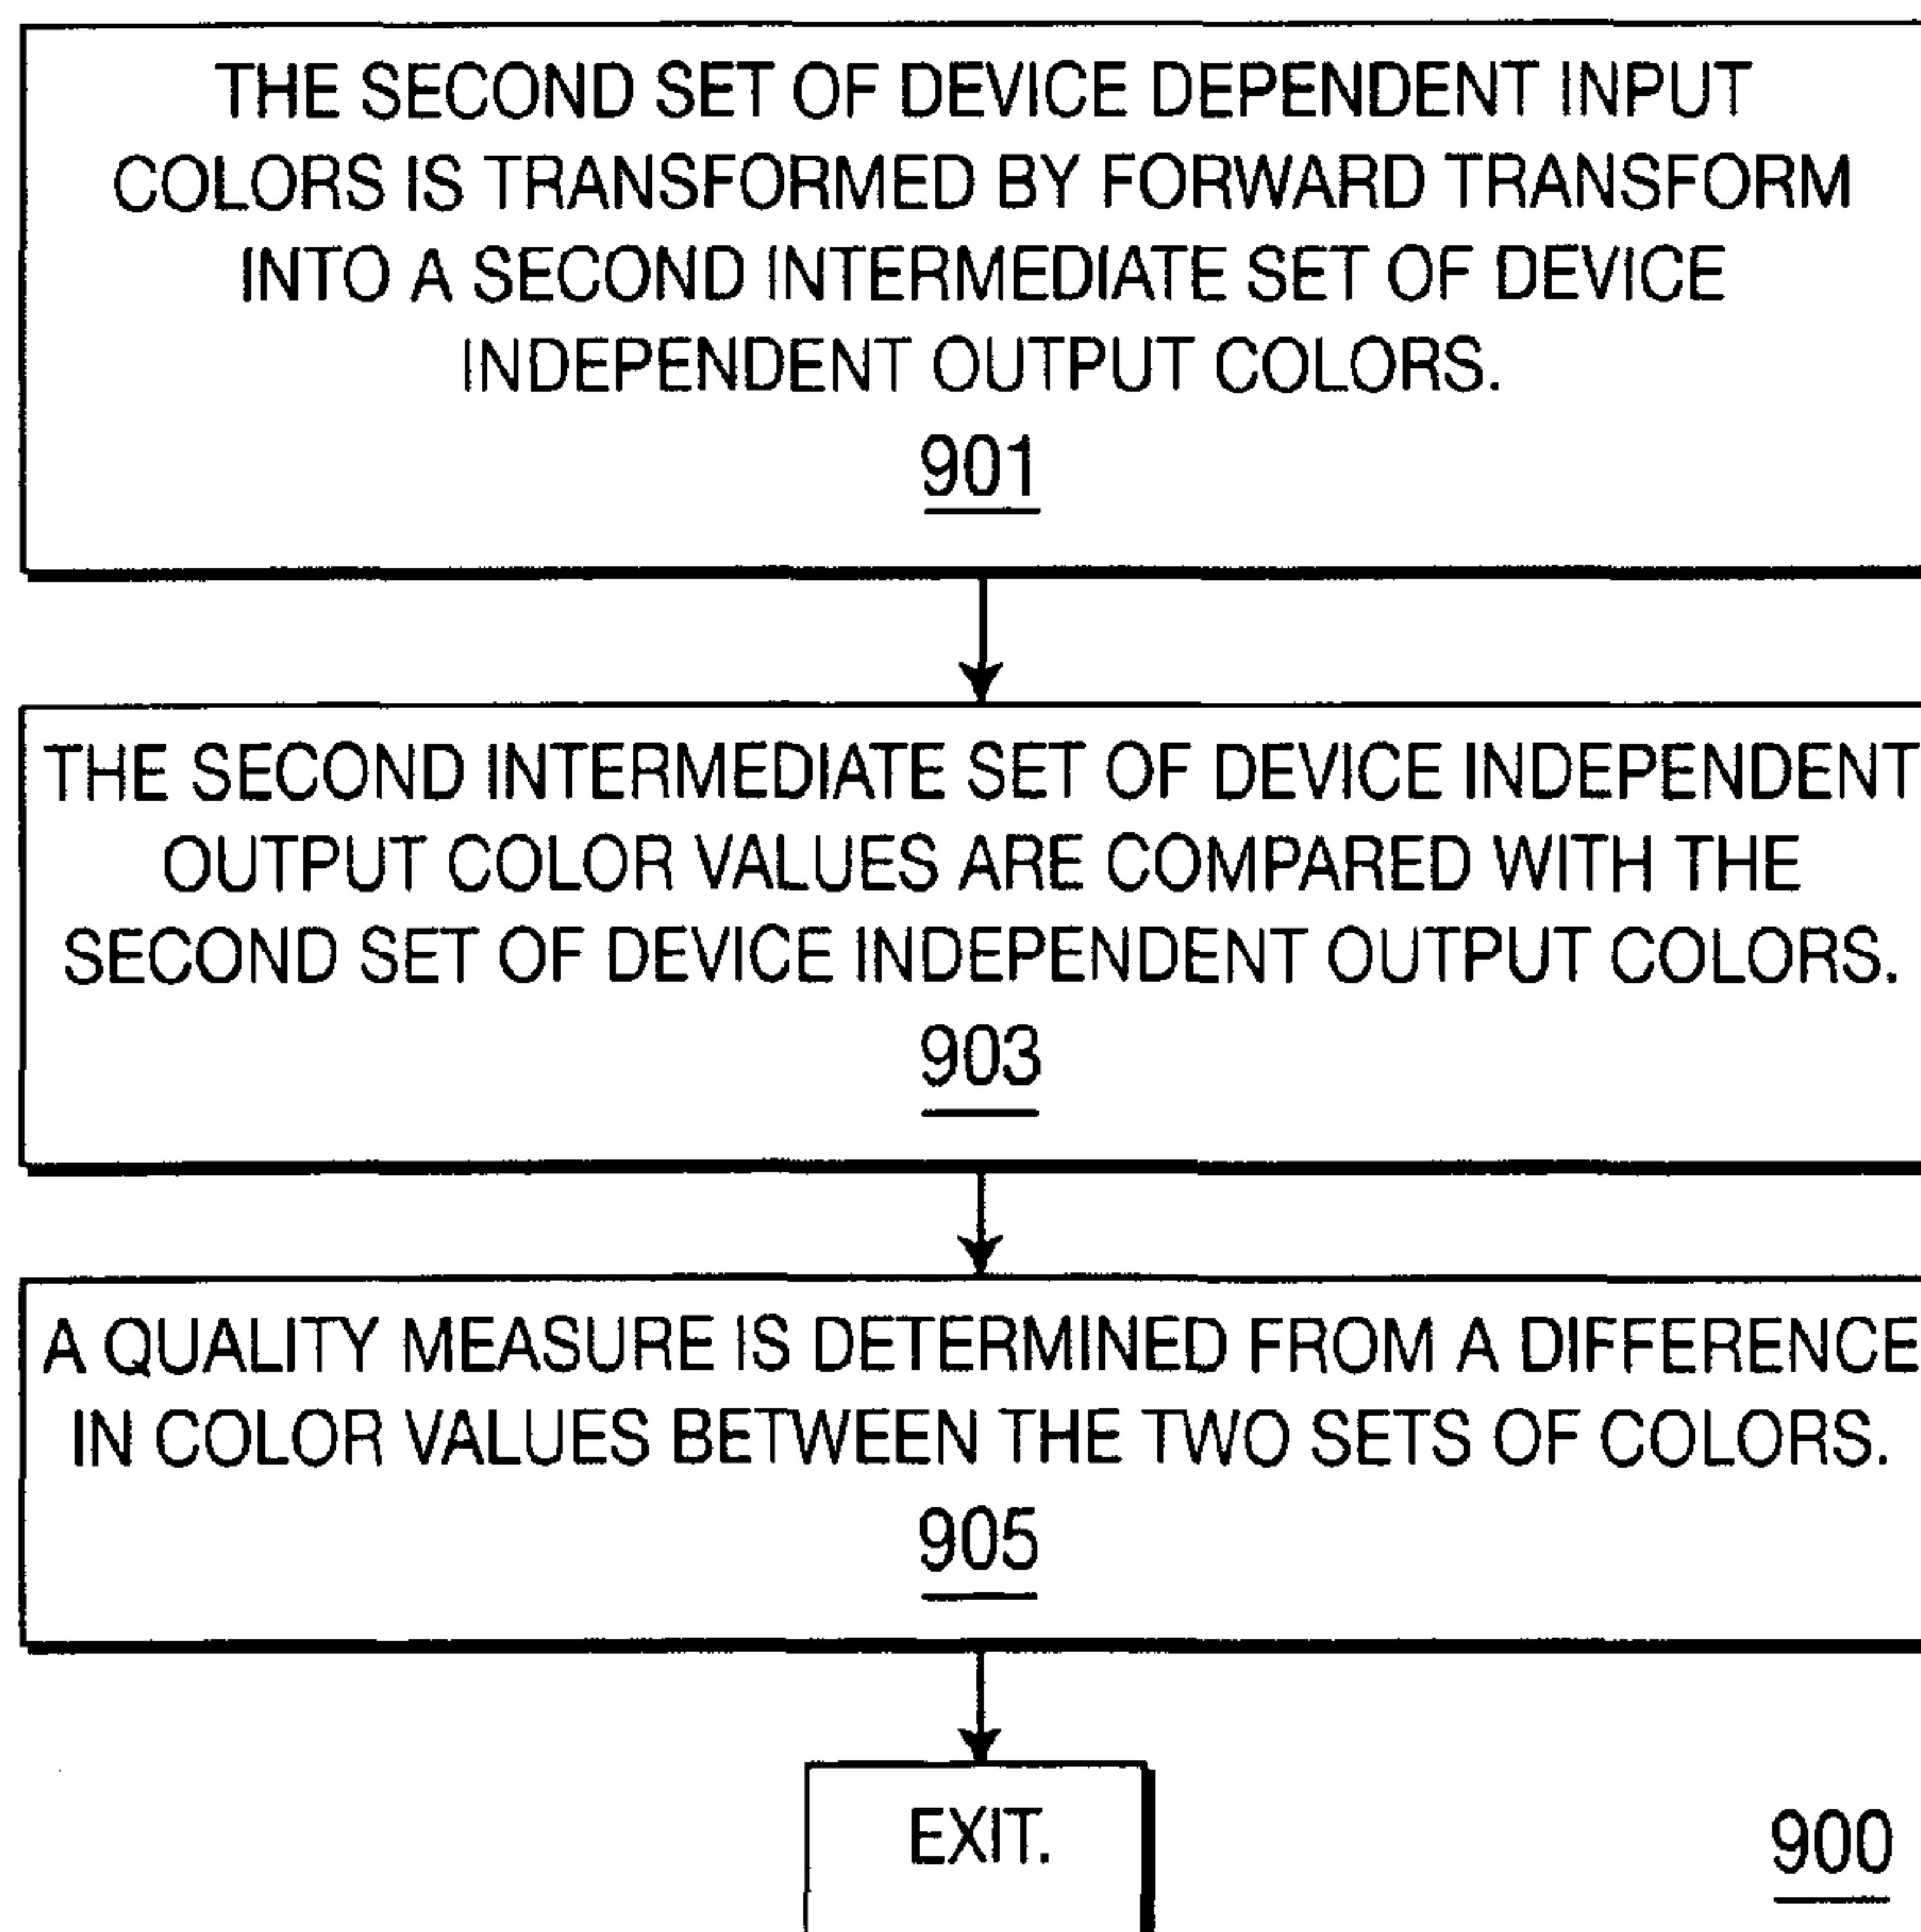 THE SECOND SET OF DEVICE DEPENDENT INPUT
COLORS IS TRANSFORMED BY FORWARD TRANSFORM
INTO A SECOND INTERMEDIATE SET OF DEVICE
INDEPENDENT OUTPUT COLORS.
901
THE SECOND INTERMEDIATE SET OF DEVICE INDEPENDENT
OUTPUT COLOR VALUES ARE COMPARED WITH THE
SECOND SET OF DEVICE INDEPENDENT OUTPUT COLORS.
903
A QUALITY MEASURE IS DETERMINED FROM A DIFFERENCE
IN COLOR VALUES BETWEEN THE TWO SETS OF COLORS.
905
EXIT.
900